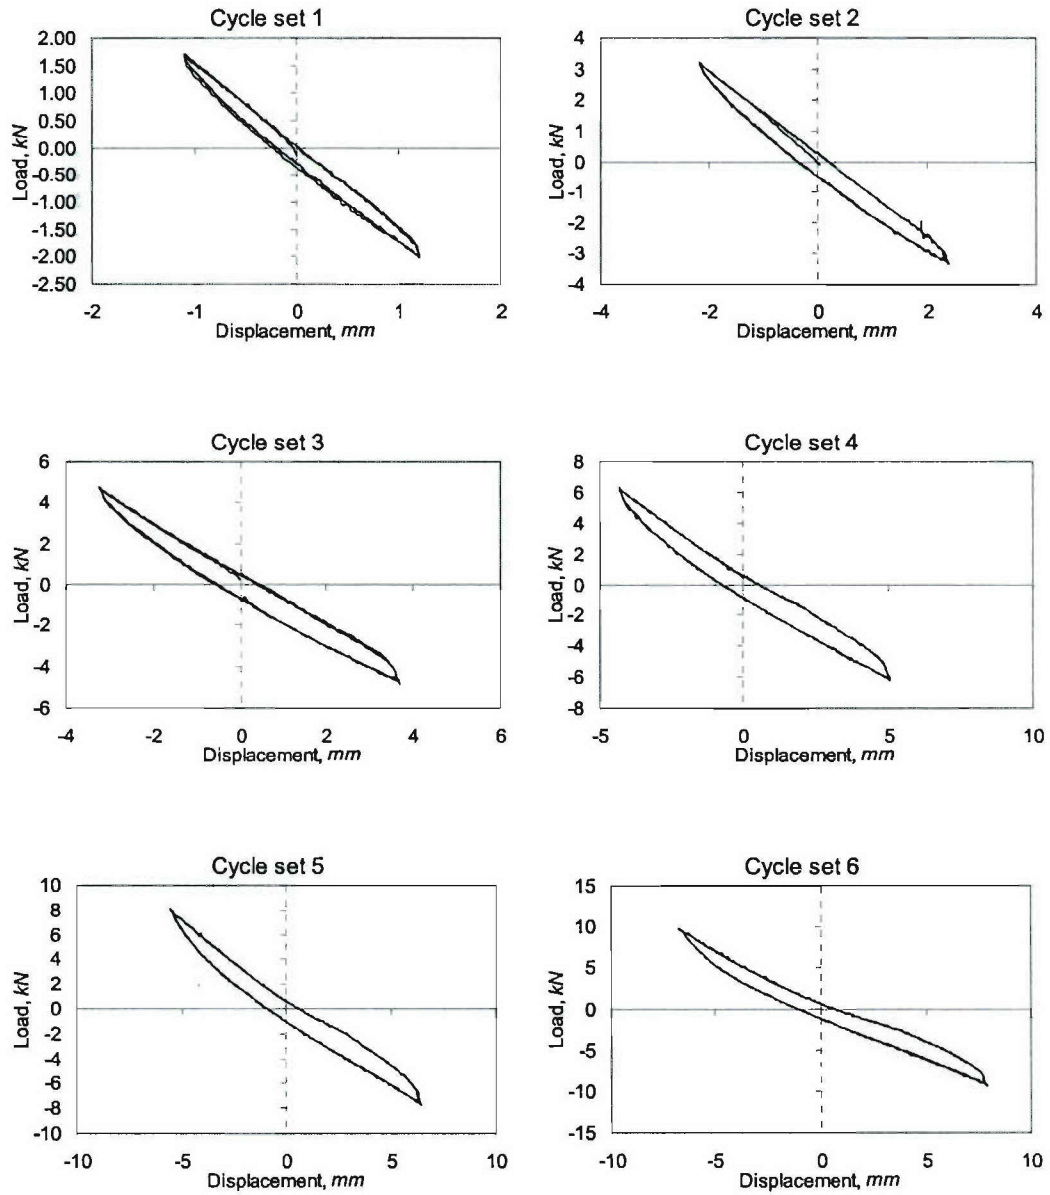 Cycle set 1
2.00
1.50
1.00
0.50
0.00
-0.50
-1.00
-1.50
-2.00
-2.50
Load, kN
-2 -1 0 1 2
Displacement, mm
Cycle set 2
4
3
2
1
0
-1
-2
-3
-4
Load, kN
-4 -2 0 2 4
Displacement, mm
Cycle set 3
6
4
2
0
-2
-4
-6
Load, kN
-4 -2 0 2 4 6
Displacement, mm
Cycle set 4
8
6
4
2
0
-2
-4
-6
-8
Load, kN
-5 0 5 10
Displacement, mm
Cycle set 5
10
8
6
4
2
0
-2
-4
-6
-8
-10
Load, kN
-10 -5 0 5 10
Displacement, mm
Cycle set 6
15
10
5
0
-5
-10
-15
Load, kN
-10 -5 0 5 10
Displacement, mm